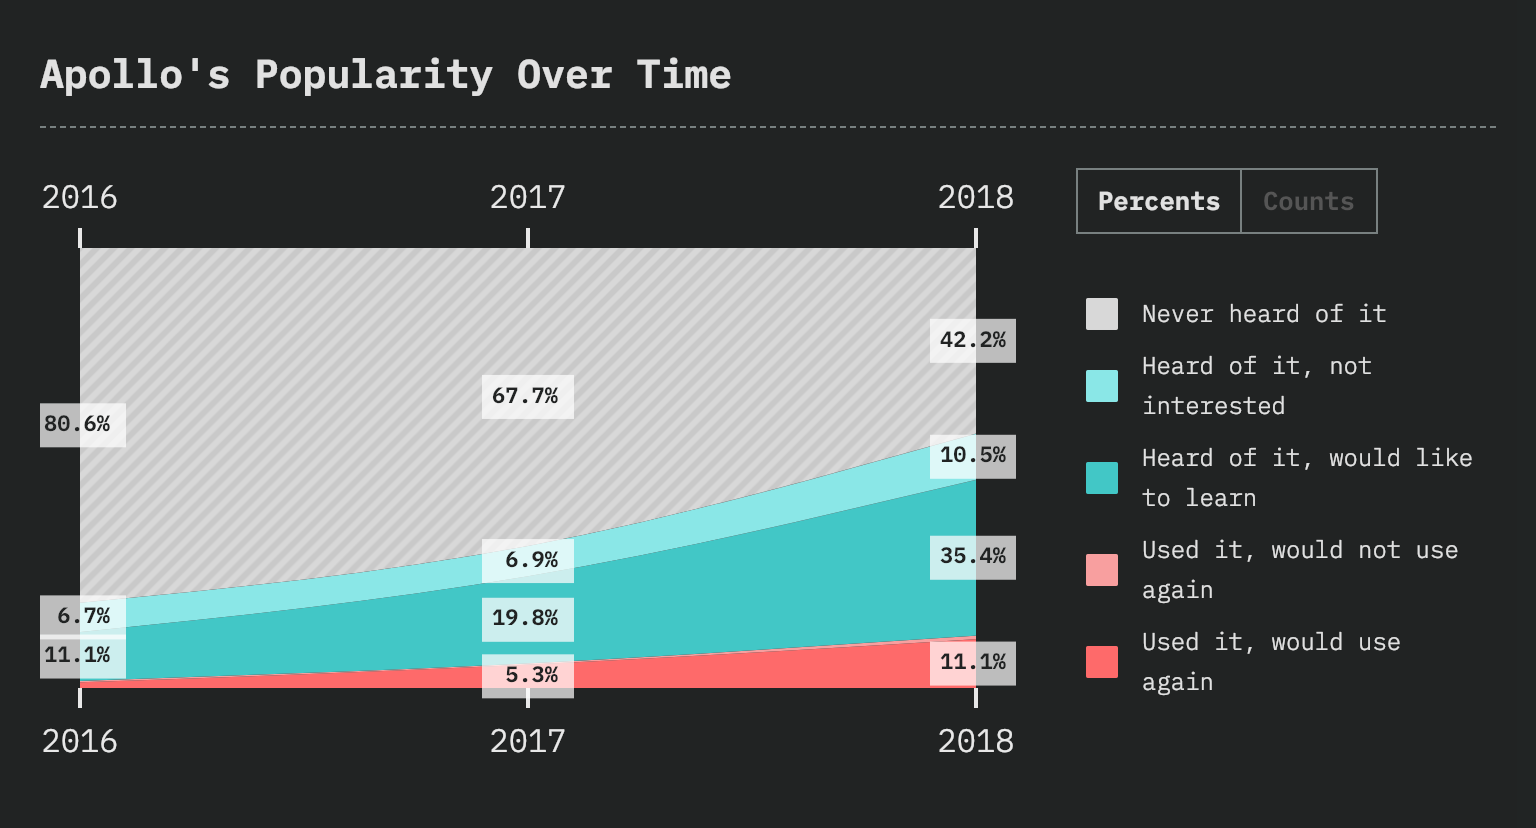 Apollo's Popularity Over Time
2016 2017 2018
Percents Counts
Never heard of it
Heard of it, not
interested
Heard of it, would like
to learn
Used it, would not use
again
Used it, would use
again
42.2%
67.7%
80.6%
10.5%
6.9%
35.4%
6.7%
19.8%
11.1%
11.1%
5.3%
2016 2017 2018